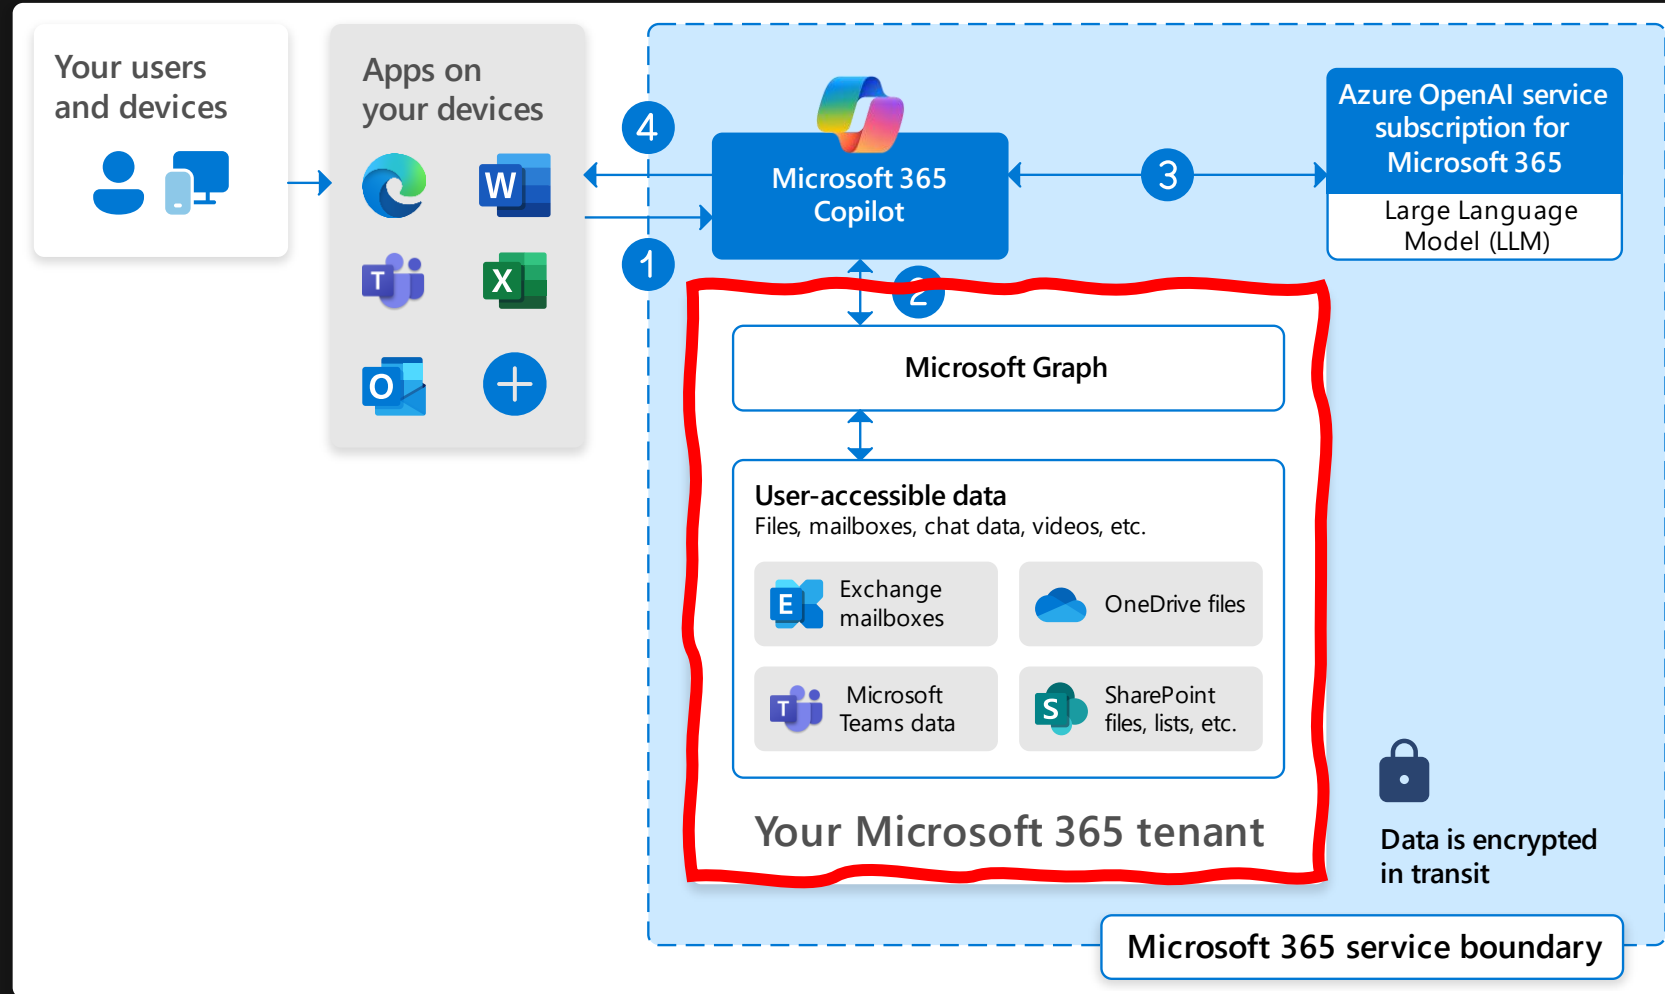 Your users
and devices
Apps on
your devices
W
T
X
O
4
1
Microsoft 365
Copilot
3
Azure OpenAI service
subscription for
Microsoft 365
Large Language
Model (LLM)
2
Microsoft Graph
User-accessible data
Files, mailboxes, chat data, videos, etc.
E
Exchange
mailboxes
OneDrive files
T
Microsoft
Teams data
S
SharePoint
files, lists, etc.
Your Microsoft 365 tenant
Data is encrypted
in transit
Microsoft 365 service boundary